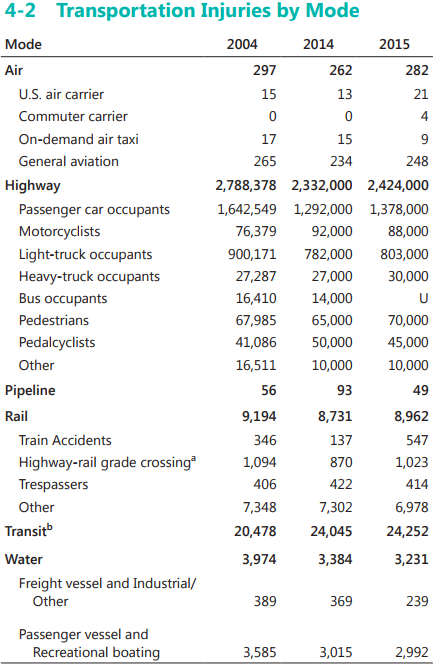 4-2 Transportation Injuries by Mode
Mode 2004 2014 2015
Air 297 262 282
U.S. air carrier 15 13 21
Commuter carrier 0 0 4
On-demand air taxi 17 15 9
General aviation 265 234 248
Highway 2,788,378 2,332,000 2,424,000
Passenger car occupants 1,642,549 1,292,000 1,378,000
Motorcyclists 76,379 92,000 88,000
Light-truck occupants 900,171 782,000 803,000
Heavy-truck occupants 27,287 27,000 30,000
Bus occupants 16,410 14,000 U
Pedestrians 67,985 65,000 70,000
Pedalcyclists 41,086 50,000 45,000
Other 16,511 10,000 10,000
Pipeline 56 93 49
Rail 9,194 8,731 8,962
Train Accidents 346 137 547
Highway-rail grade crossingᵃ 1,094 870 1,023
Trespassers 406 422 414
Other 7,348 7,302 6,978
Transitᵇ 20,478 24,045 24,252
Water 3,974 3,384 3,231
Freight vessel and Industrial/
Other 389 369 239
Passenger vessel and
Recreational boating 3,585 3,015 2,992